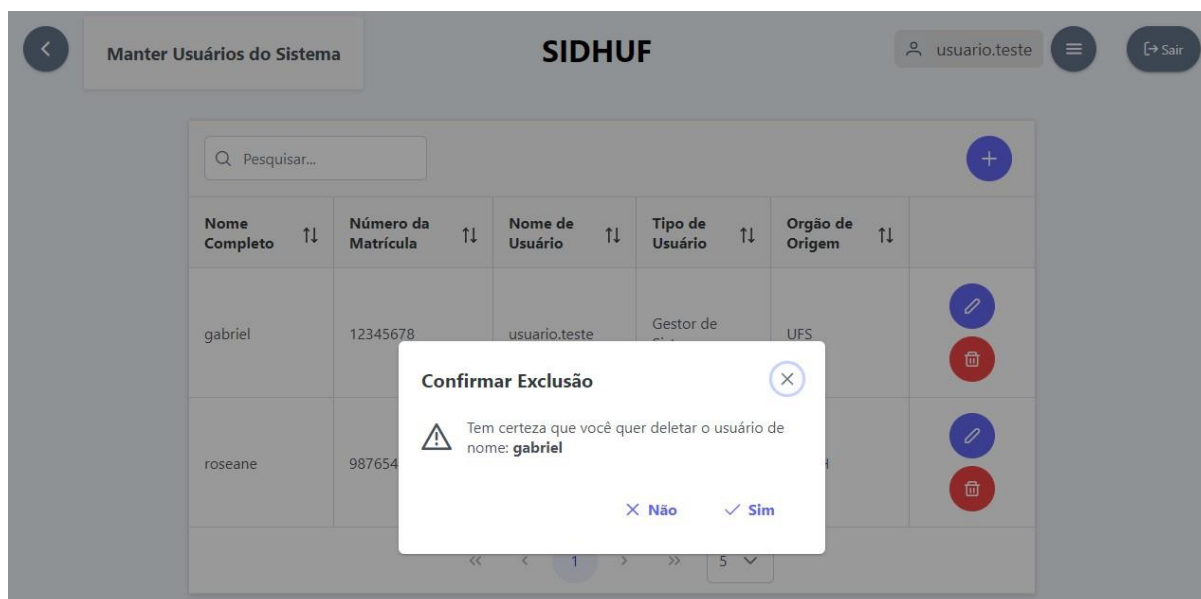 Manter Usuários do Sistema
SIDHUF
usuario.teste
Sair
Pesquisar...
Nome Completo
Número da Matrícula
Nome de Usuário
Tipo de Usuário
Orgão de Origem
gabriel
12345678
usuario.teste
Gestor de
UFS
Confirmar Exclusão
Tem certeza que você quer deletar o usuário de
nome: gabriel
Não
Sim
roseane
987654
1
5